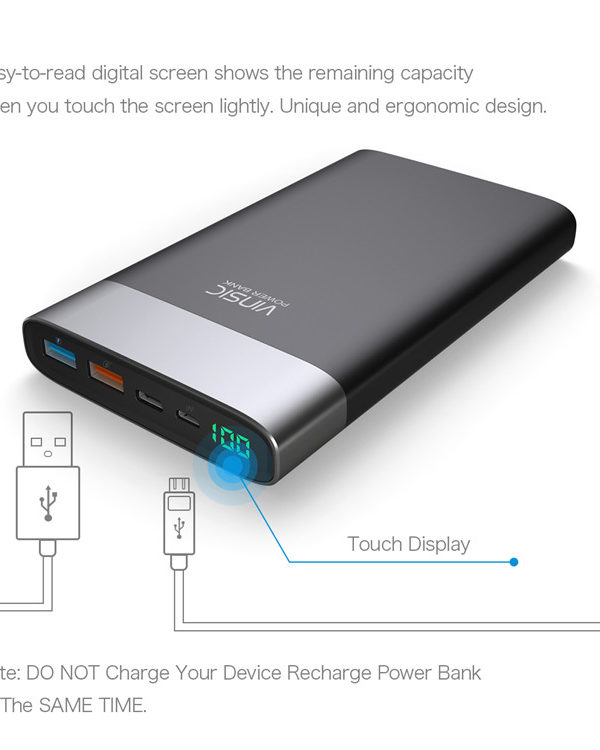 sy-to-read digital screen shows the remaining capacity
en you touch the screen lightly. Unique and ergonomic design.
VINSIC
POWER BANK
100
Touch Display
te: DO NOT Charge Your Device Recharge Power Bank
The SAME TIME.